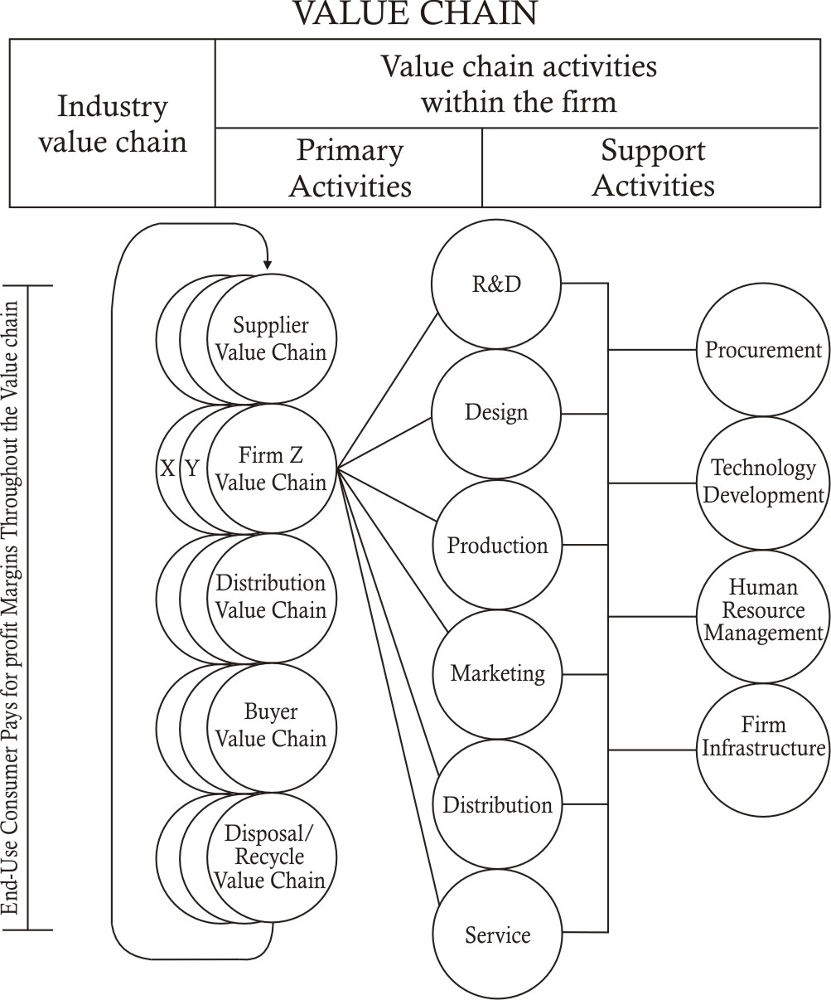 VALUE CHAIN
Industry
value chain
Value chain activities
within the firm
Primary
Activities
Support
Activities
End-Use Consumer Pays for profit Margins Throughout the Value chain
Supplier
Value Chain
X
Y
Firm Z
Value Chain
Distribution
Value Chain
Buyer
Value Chain
Disposal/
Recycle
Value Chain
R&D
Design
Production
Marketing
Distribution
Service
Procurement
Technology
Development
Human
Resource
Management
Firm
Infrastructure